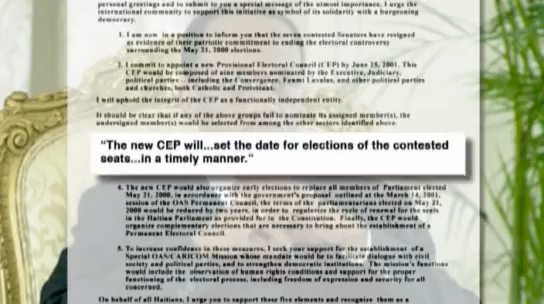 personal greetings and to submit to you a special message of the utmost importance. I urge the
international community to support this initiative as symbol of its solidarity with a burgeoning
democracy.
1. I am now in a position to inform you that the seven contested Senators have resigned
as evidence of their patriotic commitment to ending the electoral controversy
surrounding the May 21, 2000 elections.
2. I commit to appoint a new Provisional Electoral Council (CEP) by June 25, 2001. This
CEP would be composed of nine members nominated by the Executive, Judiciary,
political parties – including the Convergence, Fanmi Lavalas, and other political parties
and churches, both Catholic and Protestant.
I will uphold the integrity of the CEP as a functionally independent entity.
It should be clear that if any of the above groups fail to nominate its assigned member(s), the
undersigned member(s) would be selected from among the other sectors identified above.
"The new CEP will...set the date for elections of the contested
seats...in a timely manner."
4. The new CEP would also organize early elections to replace all members of Parliament elected
May 21, 2000, in accordance with the government's proposal outlined at the March 14, 2001,
session of the OAS Permanent Council, the terms of the parliamentarians elected on May 21,
2000 would be reduced by two years, in order to regularize the cycle of renewal for the seats
in the Haitian Parliament as provided for in the Constitution. Finally, the CEP would
organize complementary elections that are necessary to bring about the establishment of a
Permanent Electoral Council.
5. To increase confidence in these measures, I seek your support for the establishment of a
Special OAS/CARICOM Mission whose mandate would be to facilitate dialogue with civil
society and political parties, and to strengthen democratic institutions. The mission's functions
would include the observation of human rights conditions and support for the proper
functioning of the electoral process, including freedom of expression and security for all
concerned.
On behalf of all Haitians, I urge you to support these five elements and recognize them as a